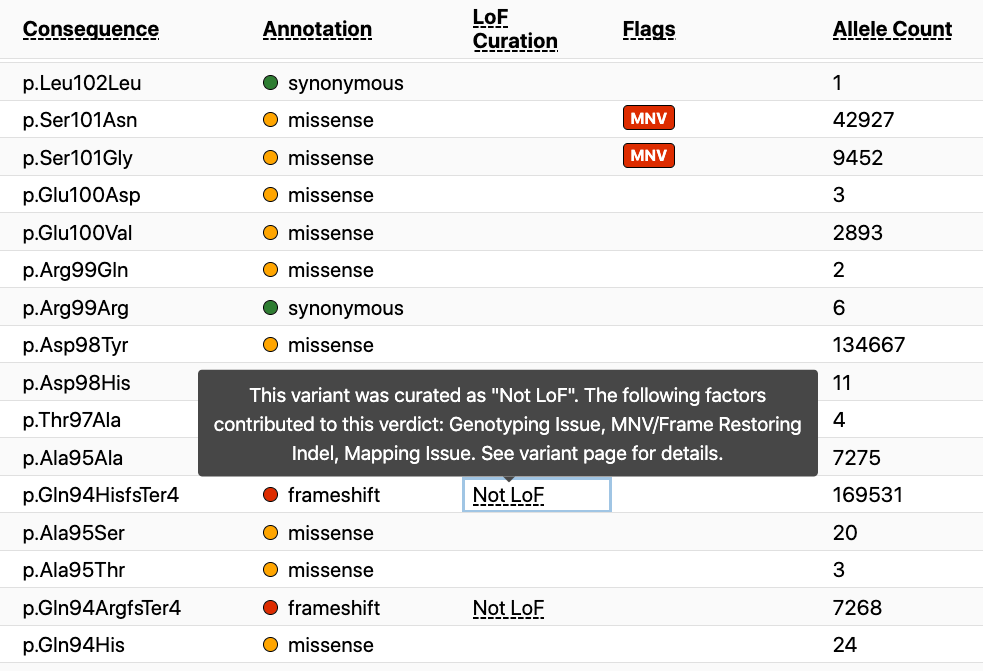 Consequence Annotation LoF Curation Flags Allele Count
p.Leu102Leu synonymous 1
p.Ser101Asn missense MNV 42927
p.Ser101Gly missense MNV 9452
p.Glu100Asp missense 3
p.Glu100Val missense 2893
p.Arg99Gln missense 2
p.Arg99Arg synonymous 6
p.Asp98Tyr missense 134667
p.Asp98His 11
This variant was curated as "Not LoF". The following factors
p.Thr97Ala 4
contributed to this verdict: Genotyping Issue, MNV/Frame Restoring
p.Ala95Ala 7275
Indel, Mapping Issue. See variant page for details.
p.Gln94HisfsTer4 frameshift Not LoF 169531
p.Ala95Ser missense 20
p.Ala95Thr missense 3
p.Gln94ArgfsTer4 frameshift Not LoF 7268
p.Gln94His missense 24